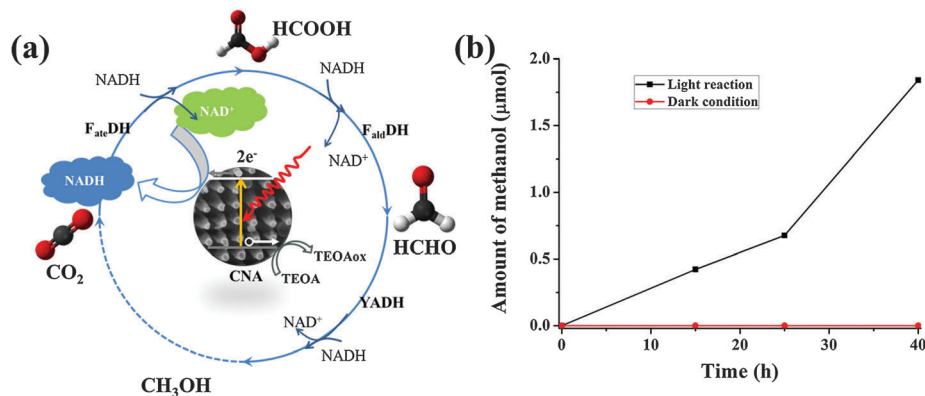 (a)
HCOOH
NADH
NADH
NAD⁺
FateDH
FaldDH
2e⁻
NAD⁺
NADH
CO₂
HCHO
CNA
TEOAox
TEOA
YADH
NAD⁺
NADH
CH₃OH
(b)
Amount of methanol (μmol)
2.0
1.5
1.0
0.5
0.0
Light reaction
Dark condition
0 10 20 30 40
Time (h)